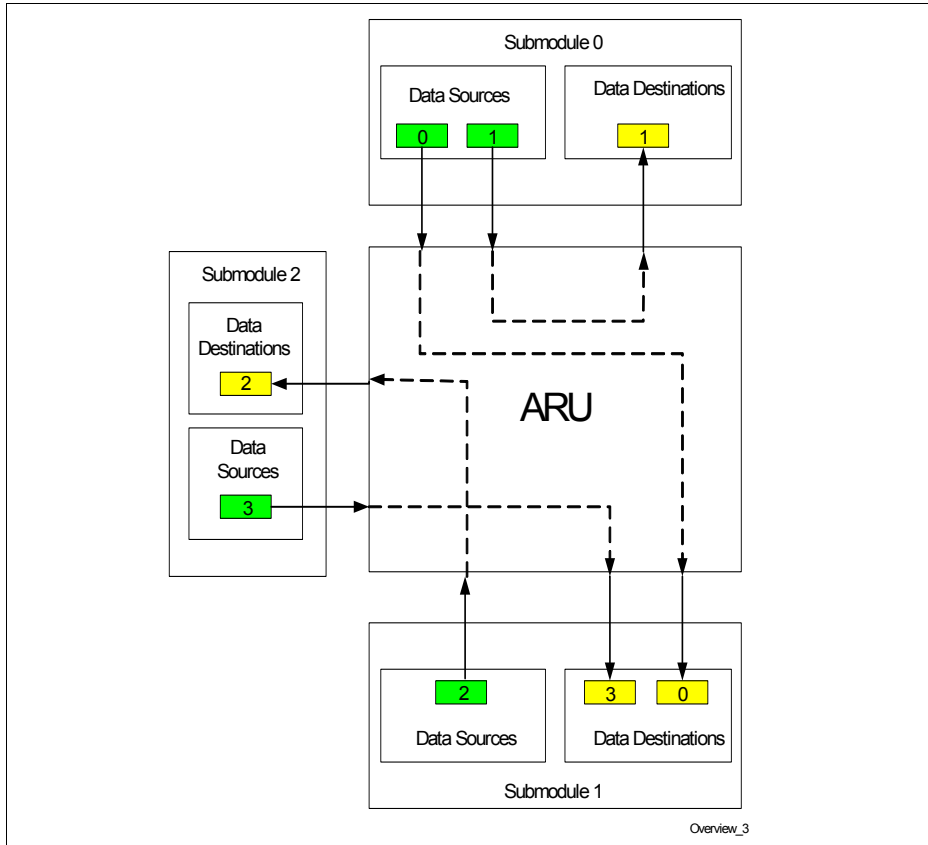 Submodule 0
Data Sources
Data Destinations
0
1
1
Submodule 2
Data
Destinations
2
Data
Sources
3
ARU
2
3
0
Data Sources
Data Destinations
Submodule 1
Overview_3